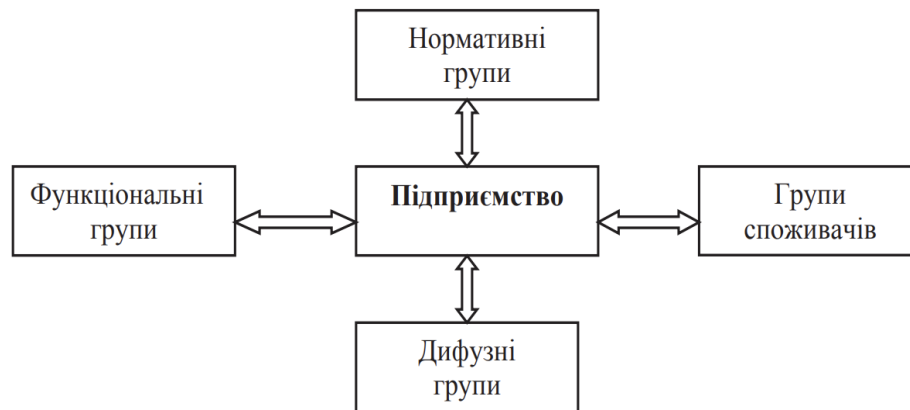 Нормативні
групи
Функціональні
групи
Підприємство
Групи
споживачів
Дифузні
групи